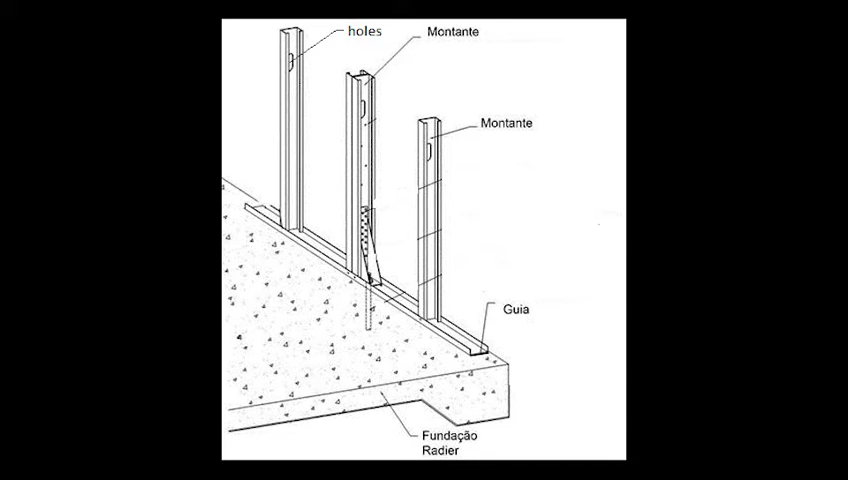 holes
Montante
Montante
Guia
Fundação
Radier